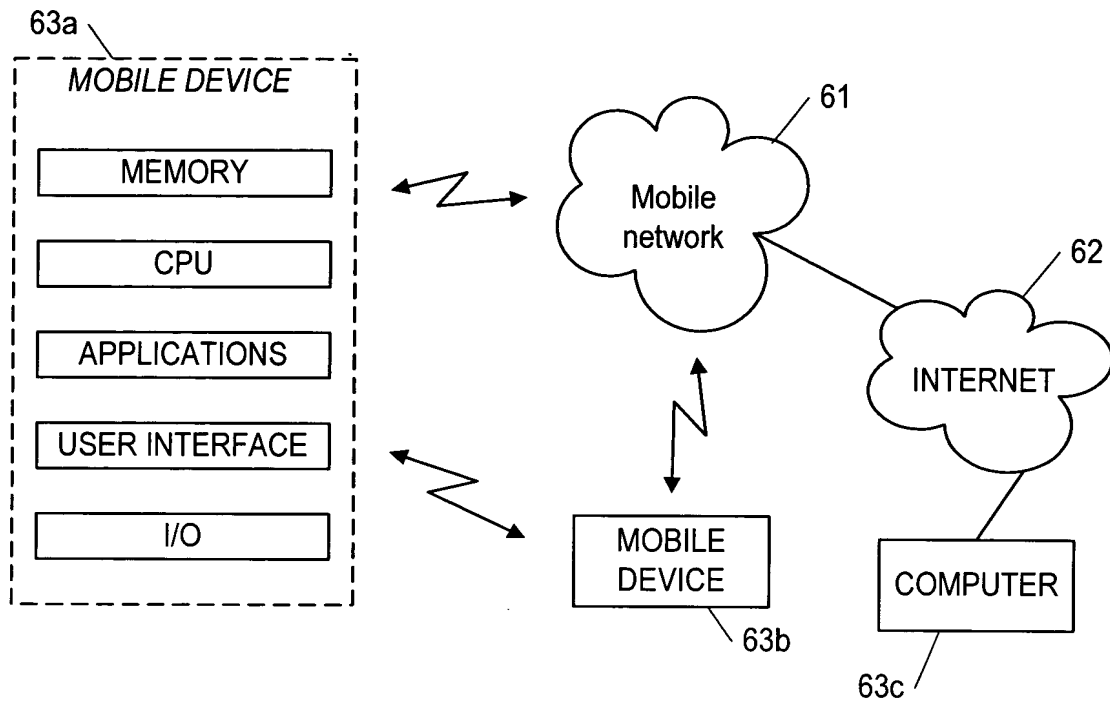 63a
MOBILE DEVICE
MEMORY
CPU
APPLICATIONS
USER INTERFACE
I/O
61
Mobile
network
62
INTERNET
MOBILE
DEVICE
63b
COMPUTER
63c